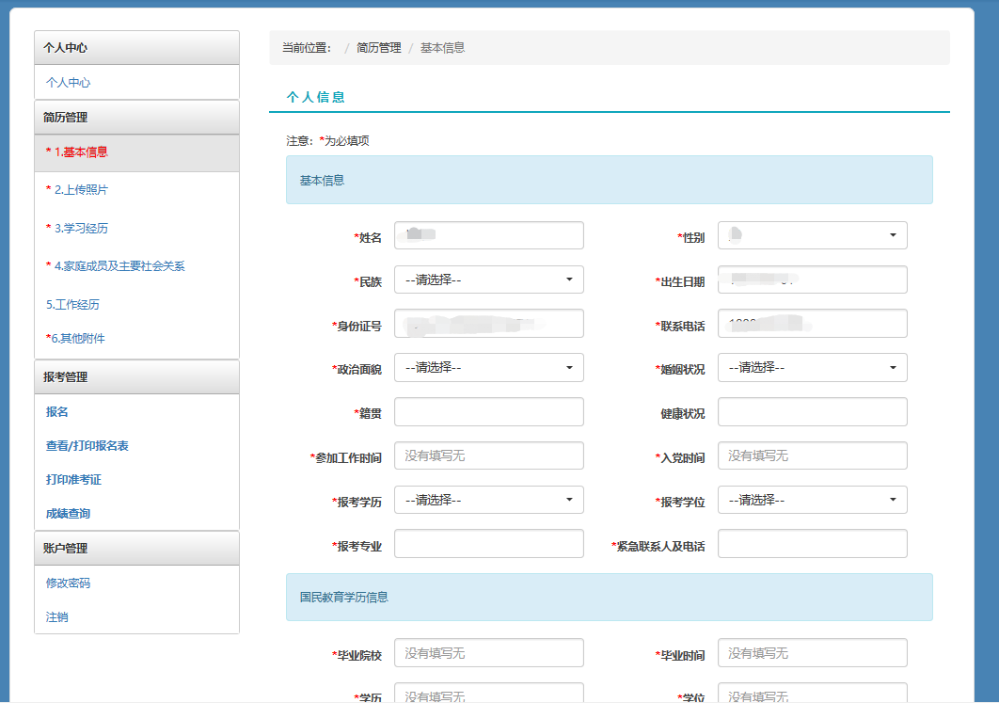 个人中心
个人中心
简历管理
* 1.基本信息
* 2.上传照片
* 3.学习经历
* 4.家庭成员及主要社会关系
5.工作经历
*6.其他附件
报考管理
报名
查看/打印报名表
打印准考证
成绩查询
账户管理
修改密码
注销
当前位置： / 简历管理 / 基本信息
个人信息
注意：*为必填项
基本信息
*姓名
*性别
*民族 --请选择--
*出生日期
*身份证号
*联系电话
*政治面貌 --请选择--
*婚姻状况 --请选择--
*籍贯
健康状况
*参加工作时间 没有填写无
*入党时间 没有填写无
*报考学历 --请选择--
*报考学位 --请选择--
*报考专业
*紧急联系人及电话
国民教育学历信息
*毕业院校 没有填写无
*毕业时间 没有填写无
*学历 没有填写无
*学位 没有填写无